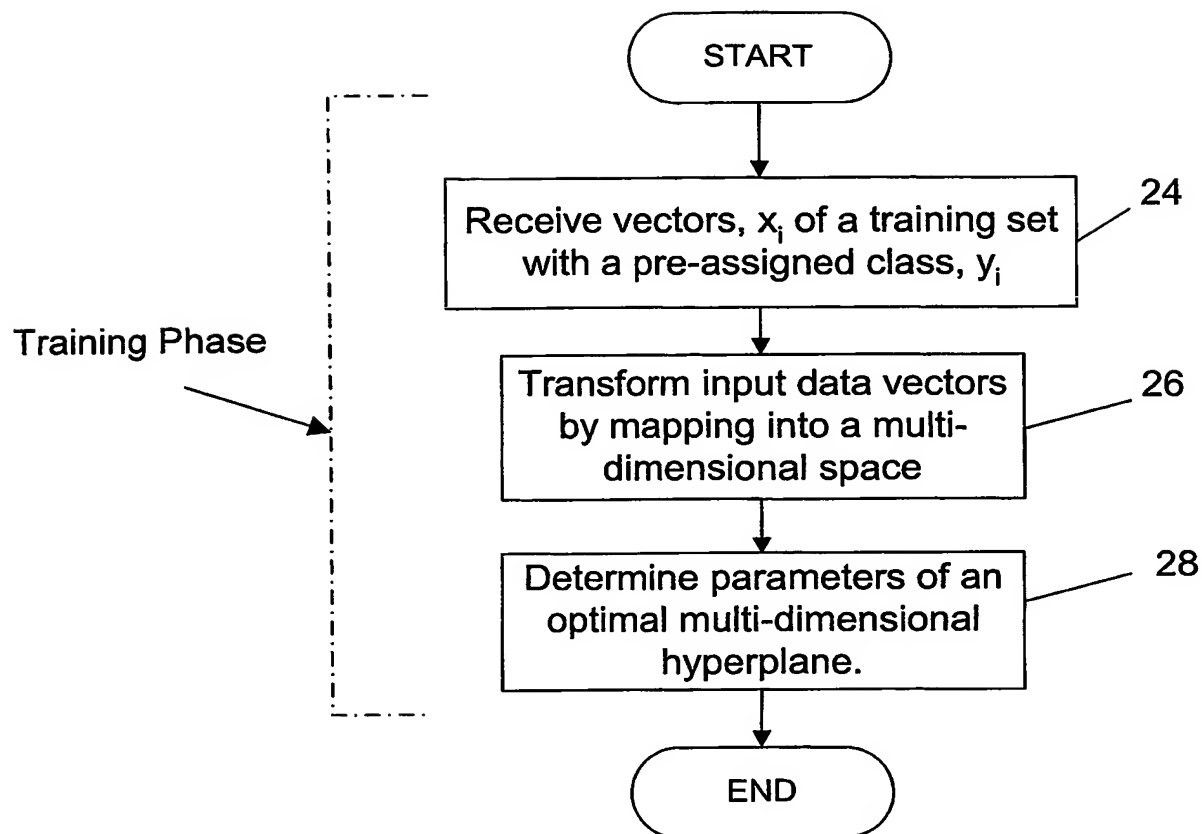 START
Receive vectors, xᵢ of a training set
with a pre-assigned class, yᵢ
24
Training Phase
Transform input data vectors
by mapping into a multi-
dimensional space
26
Determine parameters of an
optimal multi-dimensional
hyperplane.
28
END